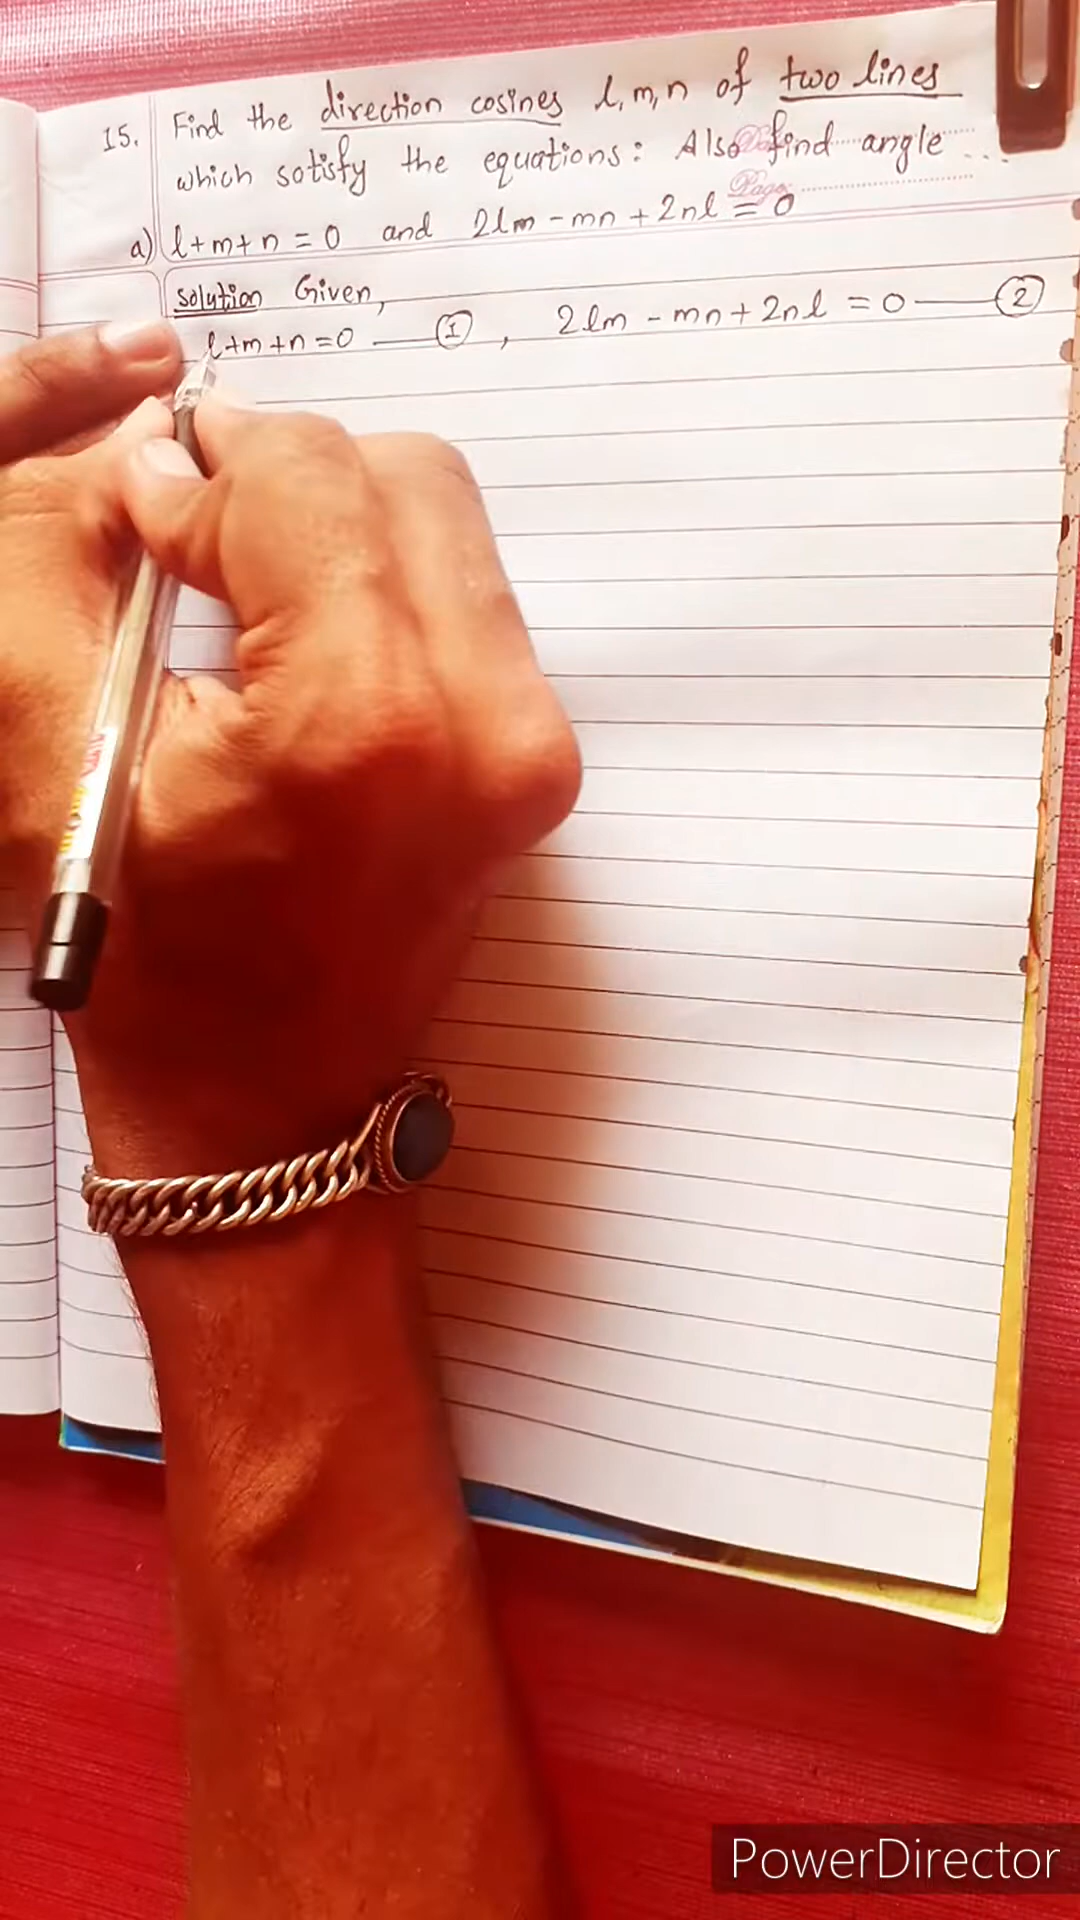 15. Find the direction cosines l, m, n of two lines
which satisfy the equations: Also find angle ...
Page
a) l+m+n = 0 and 2lm - mn + 2nl = 0
Solution Given,
l+m+n=0 ——① , 2lm - mn + 2nl = 0 ——②
PowerDirector